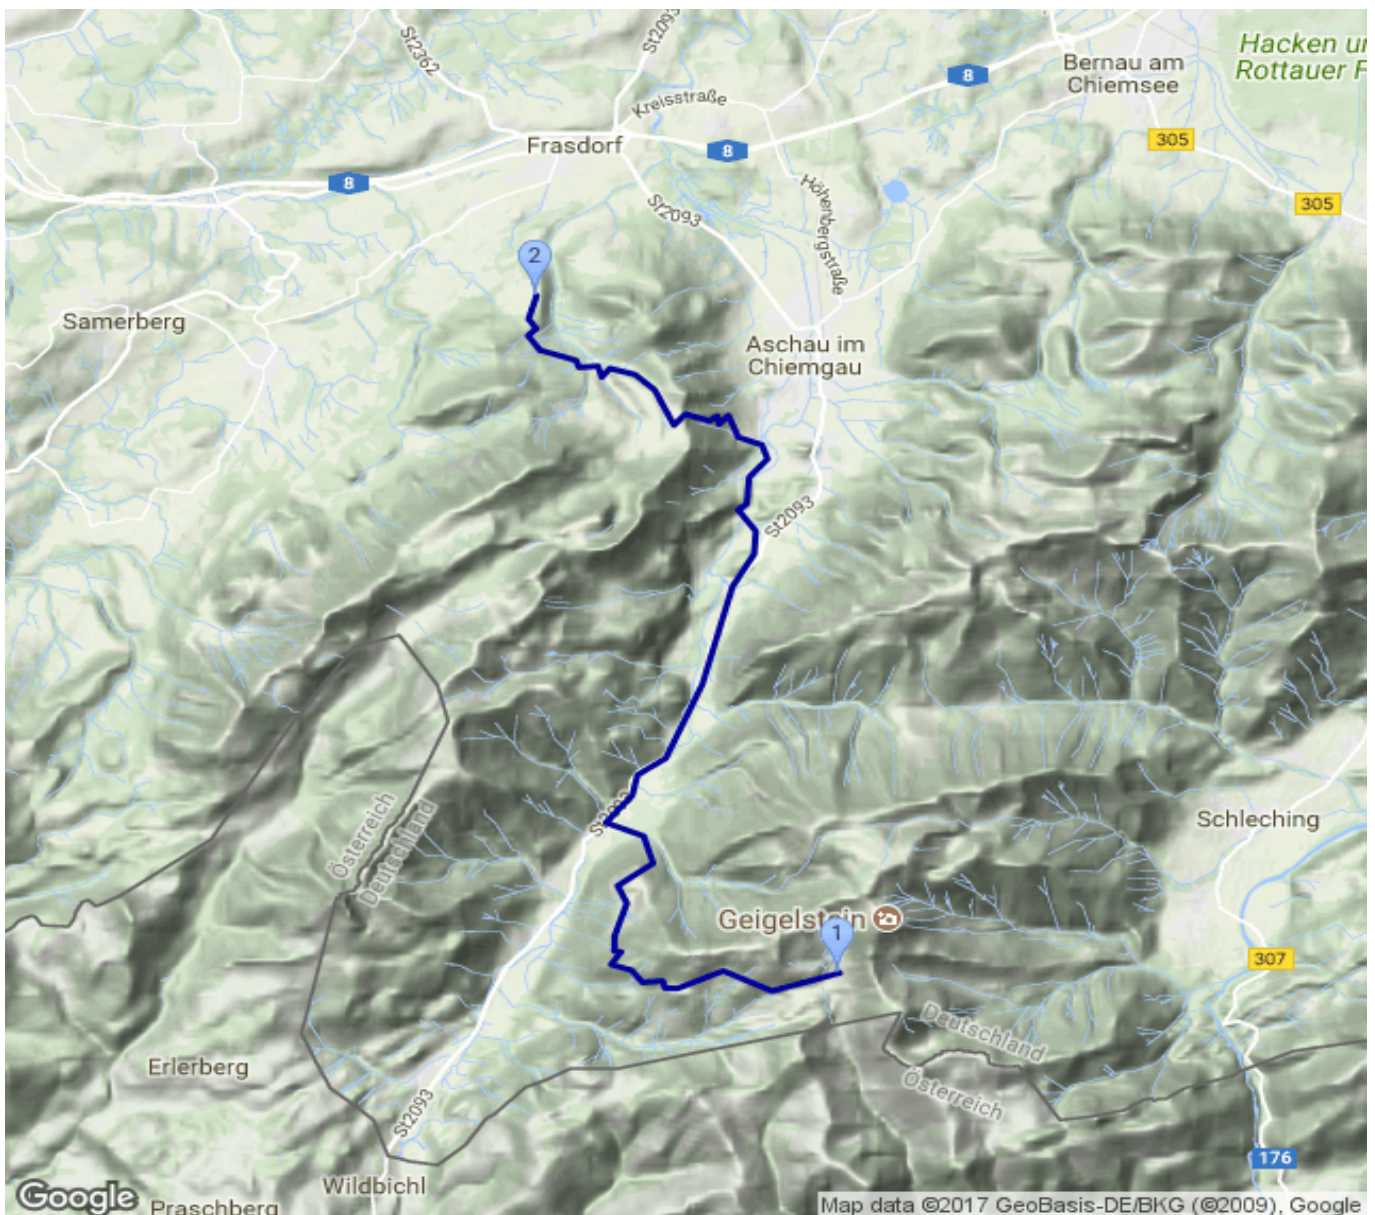 St2362
St2093
Hacken ur
Rottauer F
Bernau am
Chiemsee
8
Kreisstraße
305
Frasdorf
8
8
Höhenbergstraße
305
St2093
2
Samerberg
Aschau im
Chiemgau
St2093
Österreich
Deutschland
Schleching
Geigelstein
1
307
Deutschland
Erlerberg
Österreich
St2093
176
Wildbichl
Google
Praschberg
Map data ©2017 GeoBasis-DE/BKG (©2009), Google